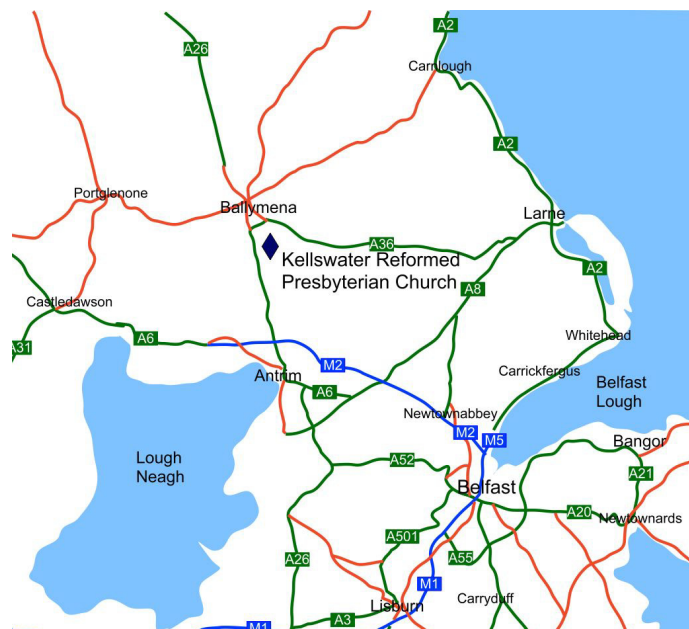 A2
A26
Carnlough
A2
Portglenone
Ballymena
Larne
A36
Kellswater Reformed
Presbyterian Church
A2
A8
Castledawson
A31
A6
Whitehead
M2
Carrickfergus
Antrim
A6
Belfast
Lough
Newtownabbey
M2
M5
Bangor
Lough
Neagh
A52
A21
Belfast
A20
Newtownards
A501
A26
A55
M1
Carryduff
Lisburn
A3
M1